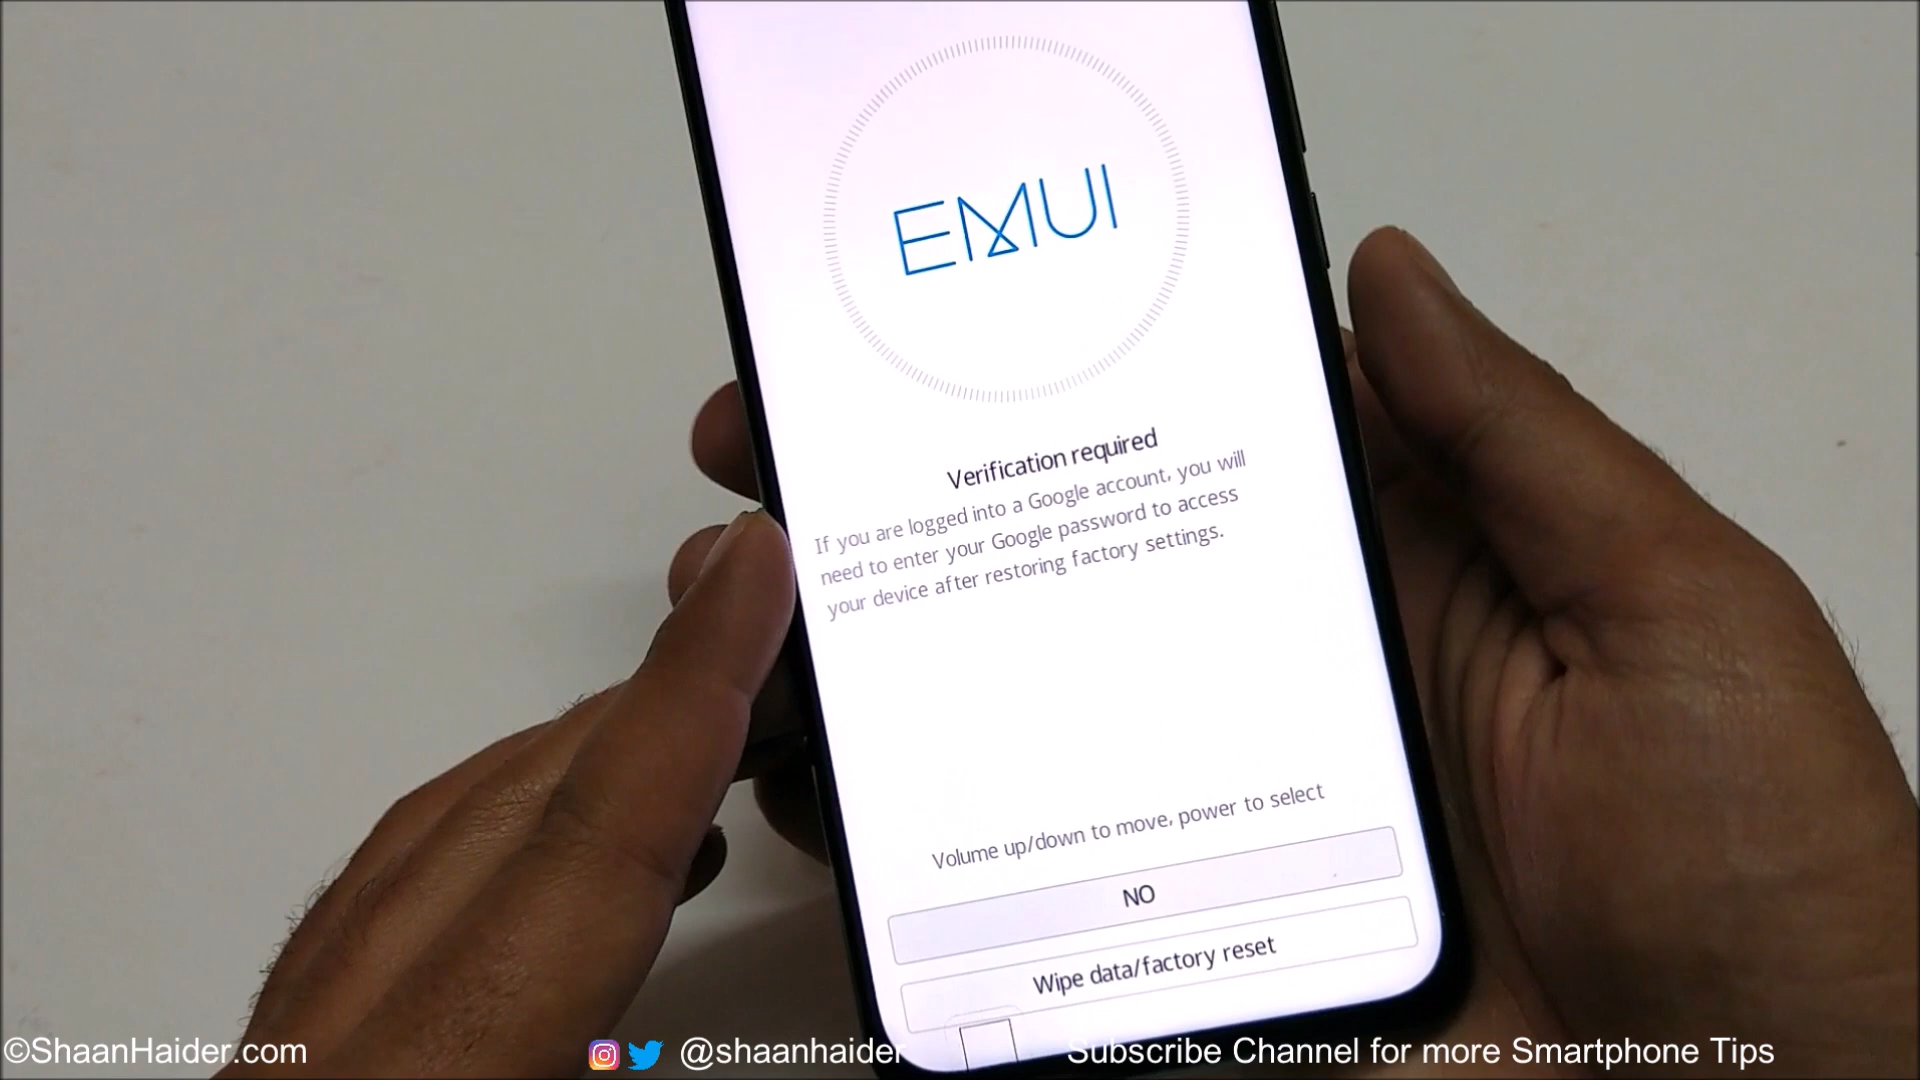 EMUI
Verification required
If you are logged into a Google account, you will
need to enter your Google password to access
your device after restoring factory settings.
Volume up/down to move, power to select
NO
Wipe data/factory reset
©ShaanHaider.com
@shaanhaider
Subscribe Channel for more Smartphone Tips